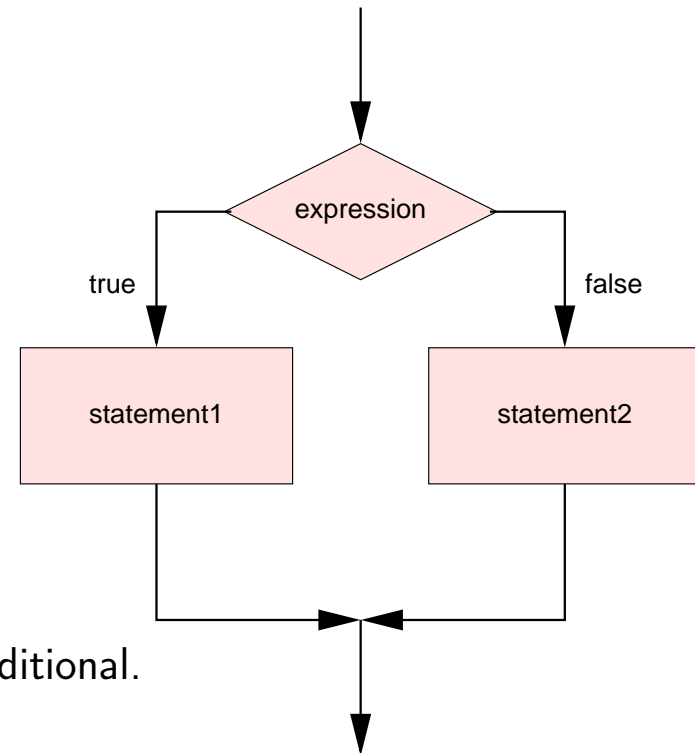 expression
true
false
statement1
statement2
ditional.